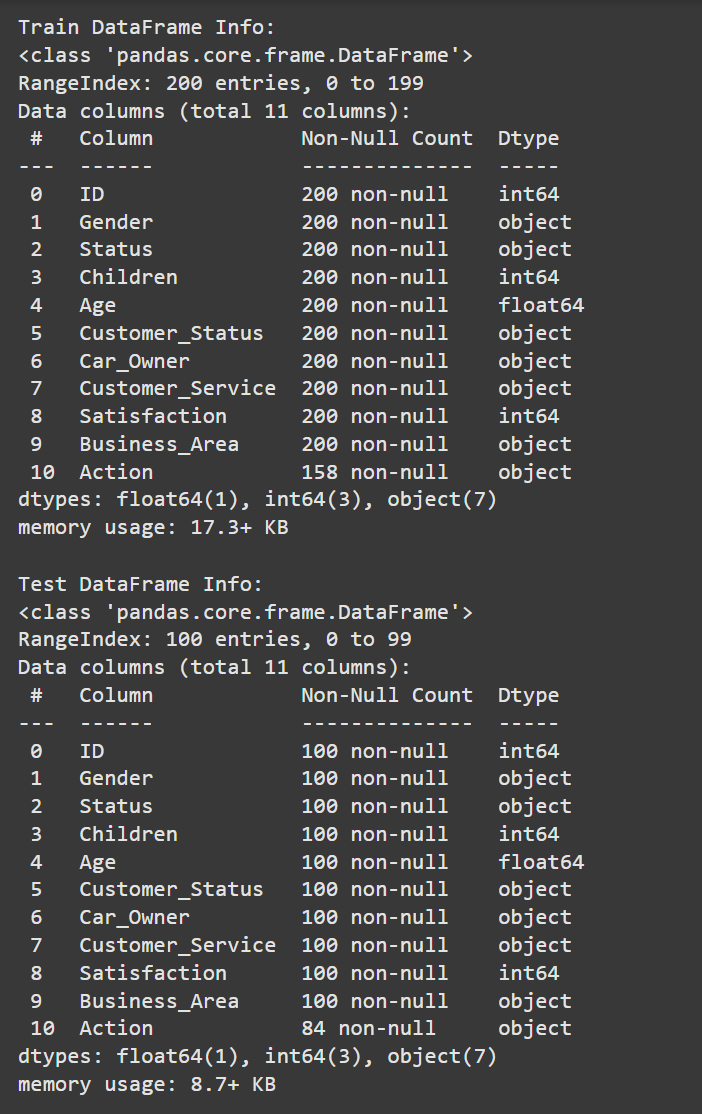 Train DataFrame Info:
<class 'pandas.core.frame.DataFrame'>
RangeIndex: 200 entries, 0 to 199
Data columns (total 11 columns):
 #   Column            Non-Null Count  Dtype
---  ------            --------------  -----
 0   ID                200 non-null    int64
 1   Gender            200 non-null    object
 2   Status            200 non-null    object
 3   Children          200 non-null    int64
 4   Age               200 non-null    float64
 5   Customer_Status   200 non-null    object
 6   Car_Owner         200 non-null    object
 7   Customer_Service  200 non-null    object
 8   Satisfaction      200 non-null    int64
 9   Business_Area     200 non-null    object
 10  Action            158 non-null    object
dtypes: float64(1), int64(3), object(7)
memory usage: 17.3+ KB

Test DataFrame Info:
<class 'pandas.core.frame.DataFrame'>
RangeIndex: 100 entries, 0 to 99
Data columns (total 11 columns):
 #   Column            Non-Null Count  Dtype
---  ------            --------------  -----
 0   ID                100 non-null    int64
 1   Gender            100 non-null    object
 2   Status            100 non-null    object
 3   Children          100 non-null    int64
 4   Age               100 non-null    float64
 5   Customer_Status   100 non-null    object
 6   Car_Owner         100 non-null    object
 7   Customer_Service  100 non-null    object
 8   Satisfaction      100 non-null    int64
 9   Business_Area     100 non-null    object
 10  Action            84 non-null     object
dtypes: float64(1), int64(3), object(7)
memory usage: 8.7+ KB